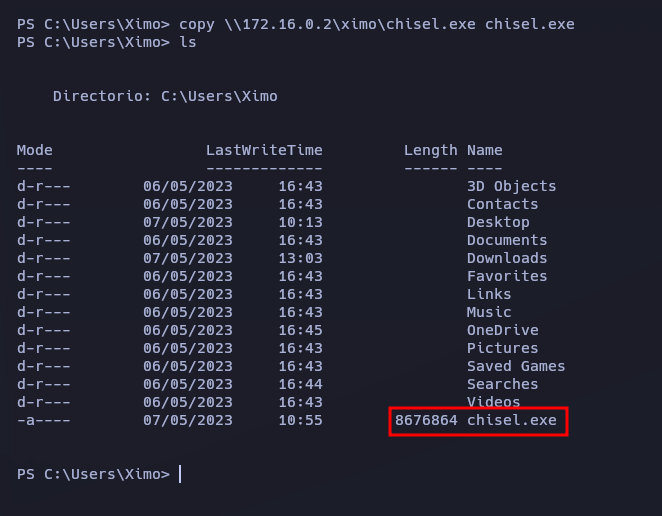 PS C:\Users\Ximo> copy \\172.16.0.2\ximo\chisel.exe chisel.exe
PS C:\Users\Ximo> ls
Directorio: C:\Users\Ximo
Mode LastWriteTime Length Name
---- ------------- ------ ----
d-r--- 06/05/2023 16:43 3D Objects
d-r--- 06/05/2023 16:43 Contacts
d-r--- 07/05/2023 10:13 Desktop
d-r--- 06/05/2023 16:43 Documents
d-r--- 07/05/2023 13:03 Downloads
d-r--- 06/05/2023 16:43 Favorites
d-r--- 06/05/2023 16:43 Links
d-r--- 06/05/2023 16:43 Music
d-r--- 06/05/2023 16:45 OneDrive
d-r--- 06/05/2023 16:43 Pictures
d-r--- 06/05/2023 16:43 Saved Games
d-r--- 06/05/2023 16:44 Searches
d-r--- 06/05/2023 16:43 Videos
-a---- 07/05/2023 10:55 8676864 chisel.exe
PS C:\Users\Ximo>